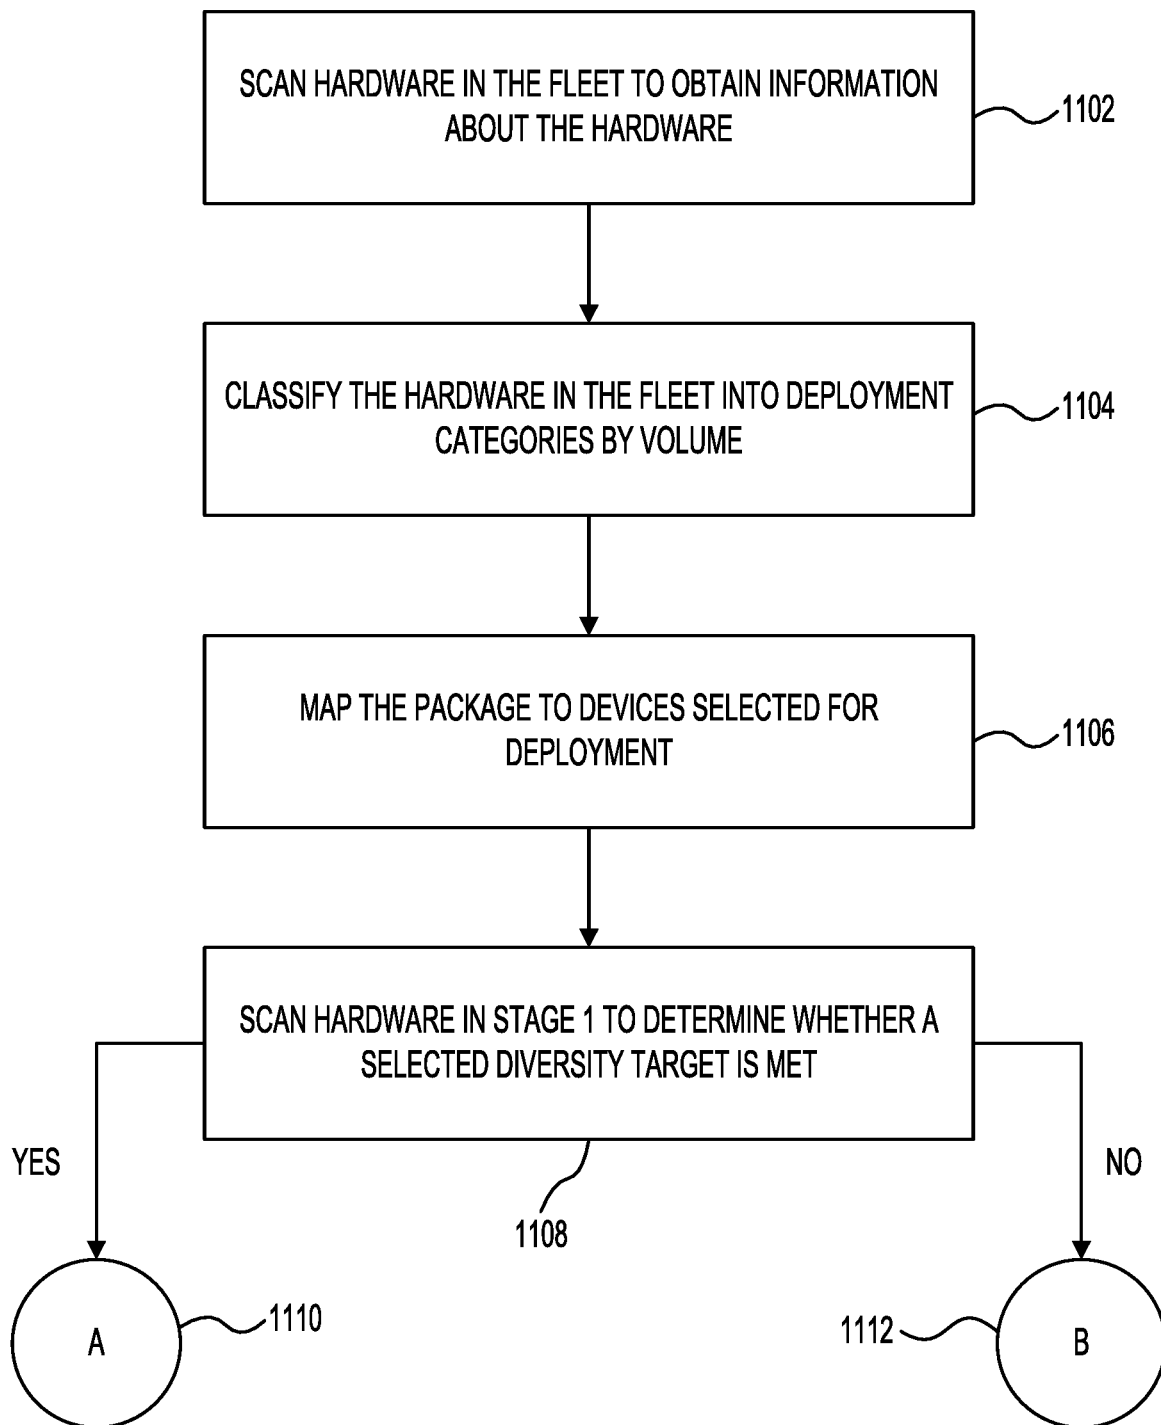 SCAN HARDWARE IN THE FLEET TO OBTAIN INFORMATION
ABOUT THE HARDWARE
1102
CLASSIFY THE HARDWARE IN THE FLEET INTO DEPLOYMENT
CATEGORIES BY VOLUME
1104
MAP THE PACKAGE TO DEVICES SELECTED FOR
DEPLOYMENT
1106
SCAN HARDWARE IN STAGE 1 TO DETERMINE WHETHER A
SELECTED DIVERSITY TARGET IS MET
YES
NO
1108
A
1110
1112
B